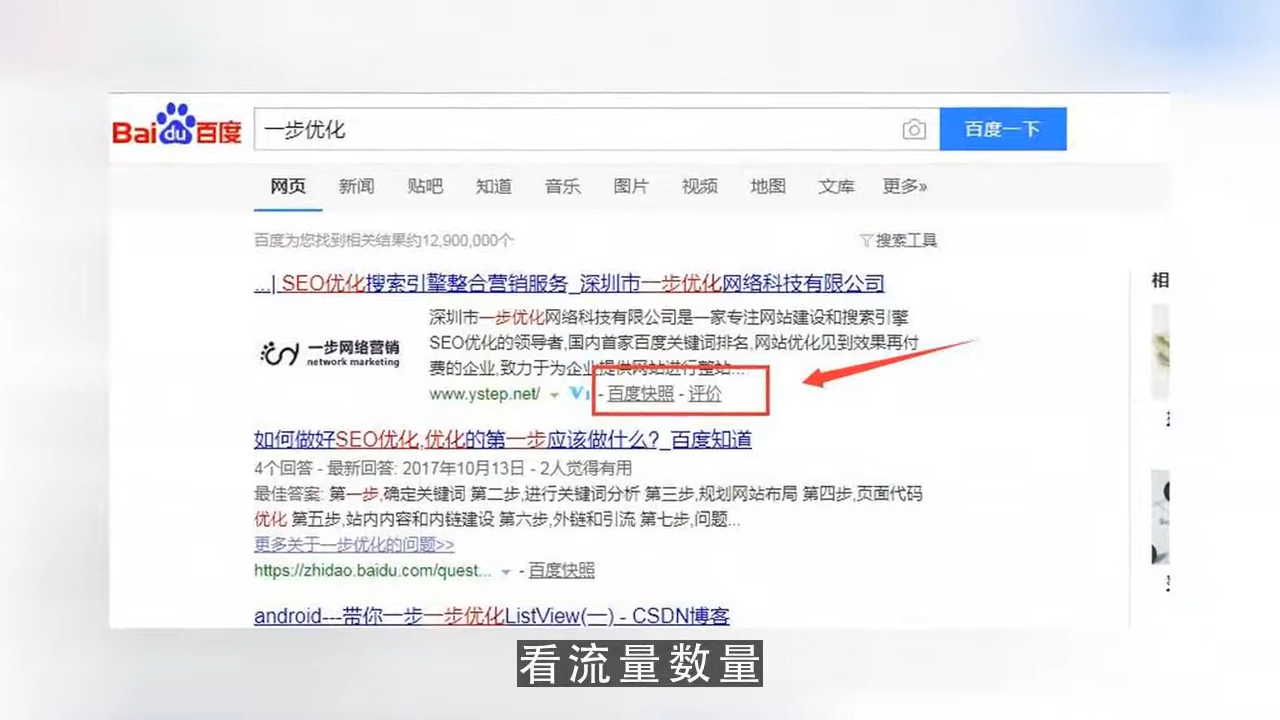 Baidu百度
一步优化
百度一下
网页 新闻 贴吧 知道 音乐 图片 视频 地图 文库 更多»
百度为您找到相关结果约12,900,000个
搜索工具
...| SEO优化搜索引擎整合营销服务_深圳市一步优化网络科技有限公司
相
一步网络营销
network marketing
深圳市一步优化网络科技有限公司是一家专注网站建设和搜索引擎
SEO优化的领导者,国内首家百度关键词排名,网站优化见到效果再付
费的企业,致力于为企业提供网站进行整站...
www.ystep.net/ V1 - 百度快照 - 评价
如何做好SEO优化,优化的第一步应该做什么?_百度知道
4个回答 - 最新回答: 2017年10月13日 - 2人觉得有用
最佳答案: 第一步,确定关键词 第二步,进行关键词分析 第三步,规划网站布局 第四步,页面代码
优化 第五步,站内内容和内链建设 第六步,外链和引流 第七步,问题...
更多关于一步优化的问题>>
https://zhidao.baidu.com/quest... - 百度快照
android---带你一步一步优化ListView(一) - CSDN博客
看流量数量